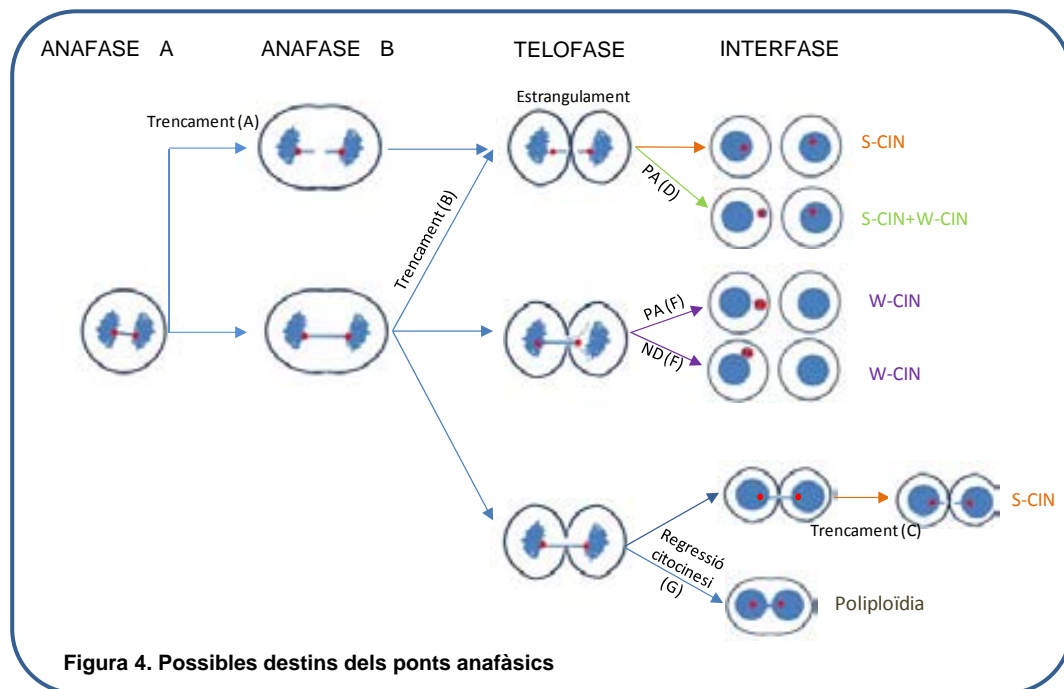 ANAFASE A
ANAFASE B
TELOFASE
INTERFASE
Estrangulament
Trencament (A)
S-CIN
PA (D)
Trencament (B)
S-CIN+W-CIN
PA (F)
W-CIN
ND (F)
W-CIN
S-CIN
Trencament (C)
Regressió
citocinesi
(G)
Poliploïdia
Figura 4. Possibles destins dels ponts anafàsics